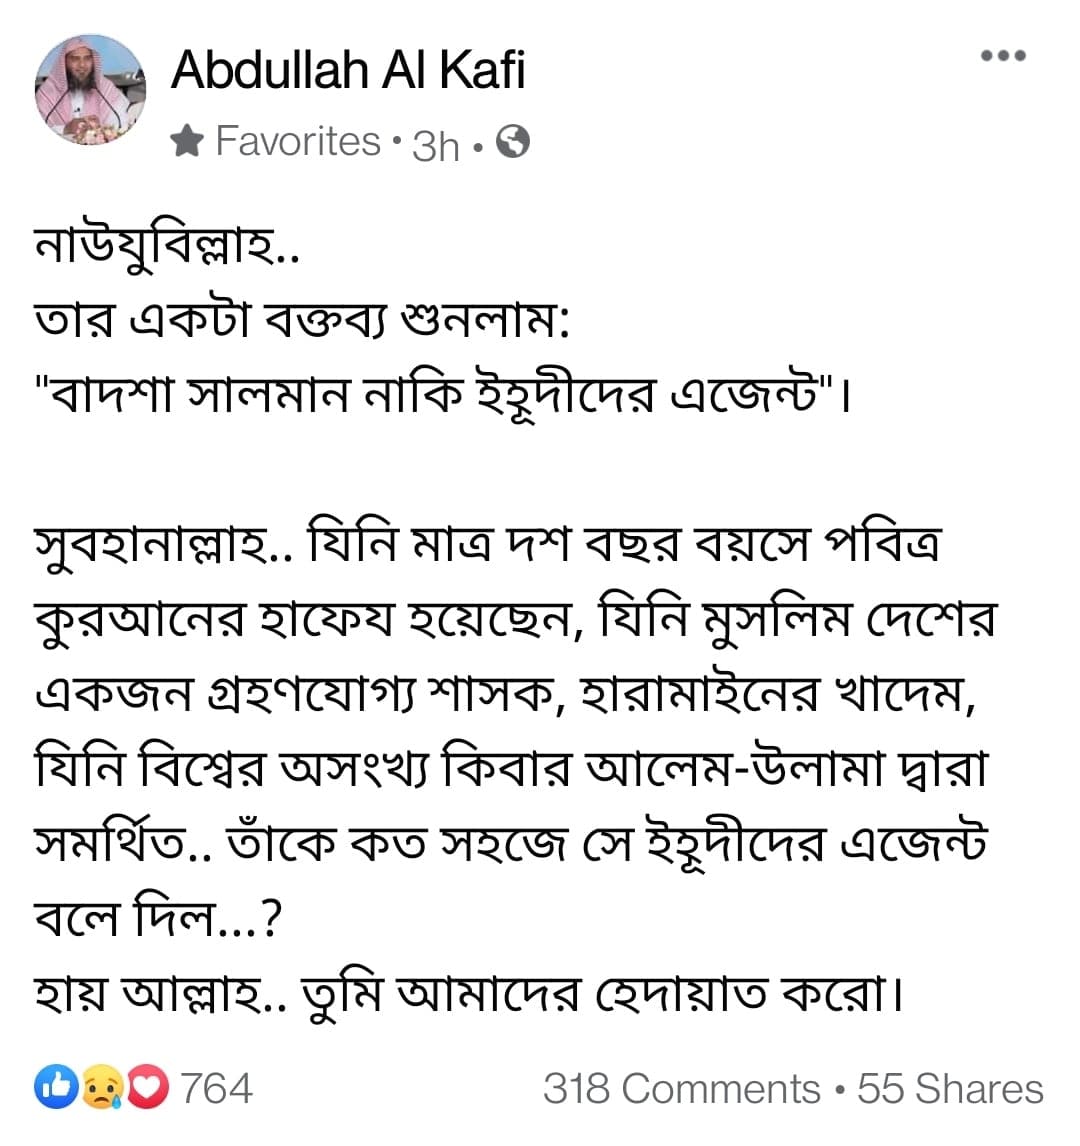 Abdullah Al Kafi
Favorites • 3h •
নাউযুবিল্লাহ..
তার একটা বক্তব্য শুনলাম:
"বাদশা সালমান নাকি ইহূদীদের এজেন্ট"।
সুবহানাল্লাহ.. যিনি মাত্র দশ বছর বয়সে পবিত্র
কুরআনের হাফেয হয়েছেন, যিনি মুসলিম দেশের
একজন গ্রহণযোগ্য শাসক, হারামাইনের খাদেম,
যিনি বিশ্বের অসংখ্য কিবার আলেম-উলামা দ্বারা
সমর্থিত.. তাঁকে কত সহজে সে ইহূদীদের এজেন্ট
বলে দিল...?
হায় আল্লাহ.. তুমি আমাদের হেদায়াত করো।
764 318 Comments • 55 Shares